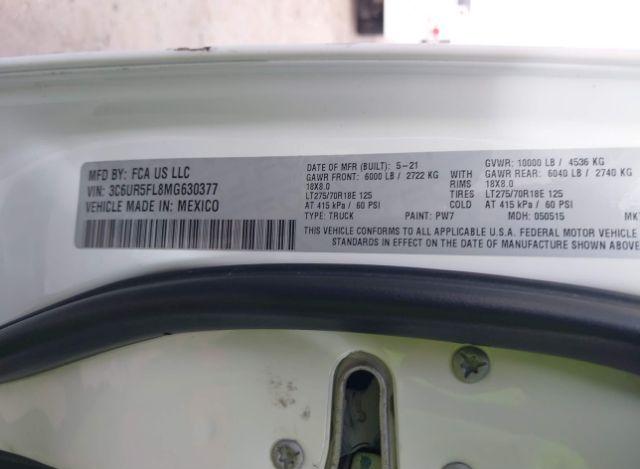 MFD BY: FCA US LLC
VIN: 3C6UR5FL8MG630377
VEHICLE MADE IN: MEXICO
DATE OF MFR (BUILT): 5-21
GAWR FRONT: 6000 LB / 2722 KG
18X8.0
LT275/70R18E 125
AT 415 kPa / 60 PSI
TYPE: TRUCK PAINT: PW7 MDH: 050515
WITH
RIMS
TIRES
COLD
GVWR: 10000 LB / 4536 KG
GAWR REAR: 6040 LB / 2740 KG
18X8.0
LT275/70R18E 125
AT 415 kPa / 60 PSI
THIS VEHICLE CONFORMS TO ALL APPLICABLE U.S.A. FEDERAL MOTOR VEHICLE
STANDARDS IN EFFECT ON THE DATE OF MANUFACTURE SHOWN ABOVE